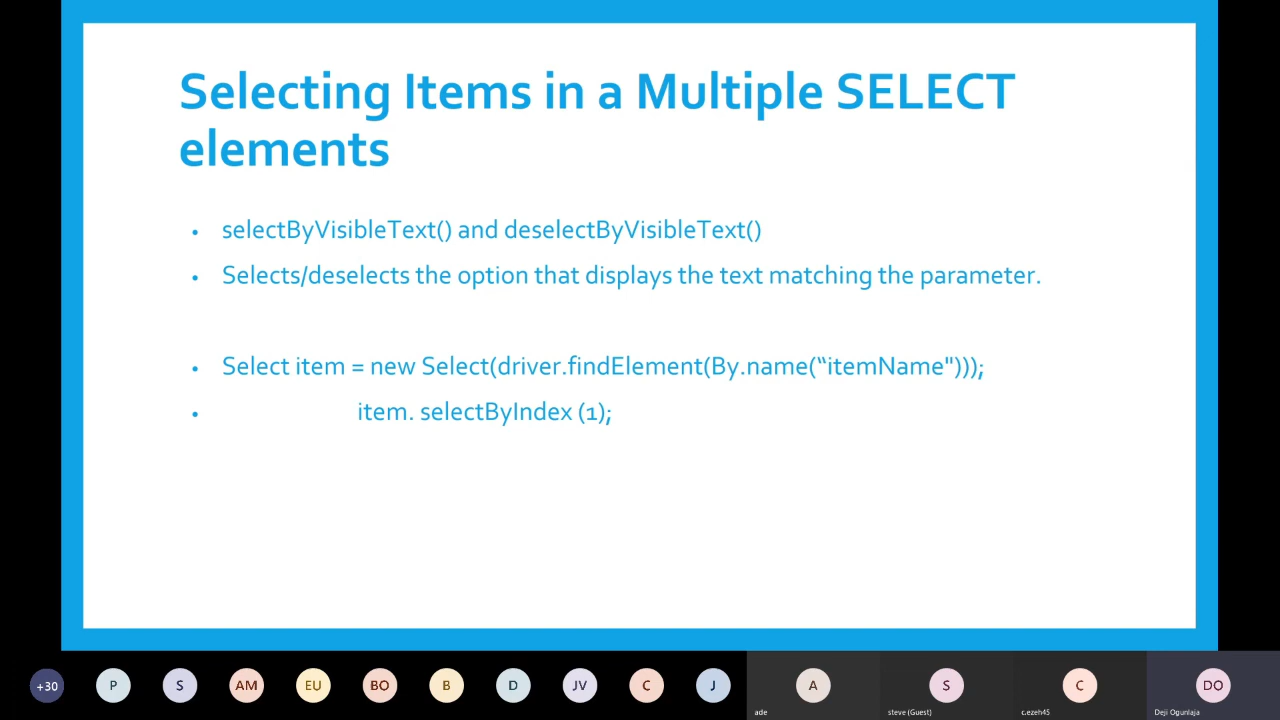 Selecting Items in a Multiple SELECT
elements
• selectByVisibleText() and deselectByVisibleText()
• Selects/deselects the option that displays the text matching the parameter.
• Select item = new Select(driver.findElement(By.name(“itemName")));
• item. selectByIndex (1);
+30 P S AM EU BO B D JV C J A S C DO
ade steve (Guest) c.ezeh45 Deji Ogunlaja